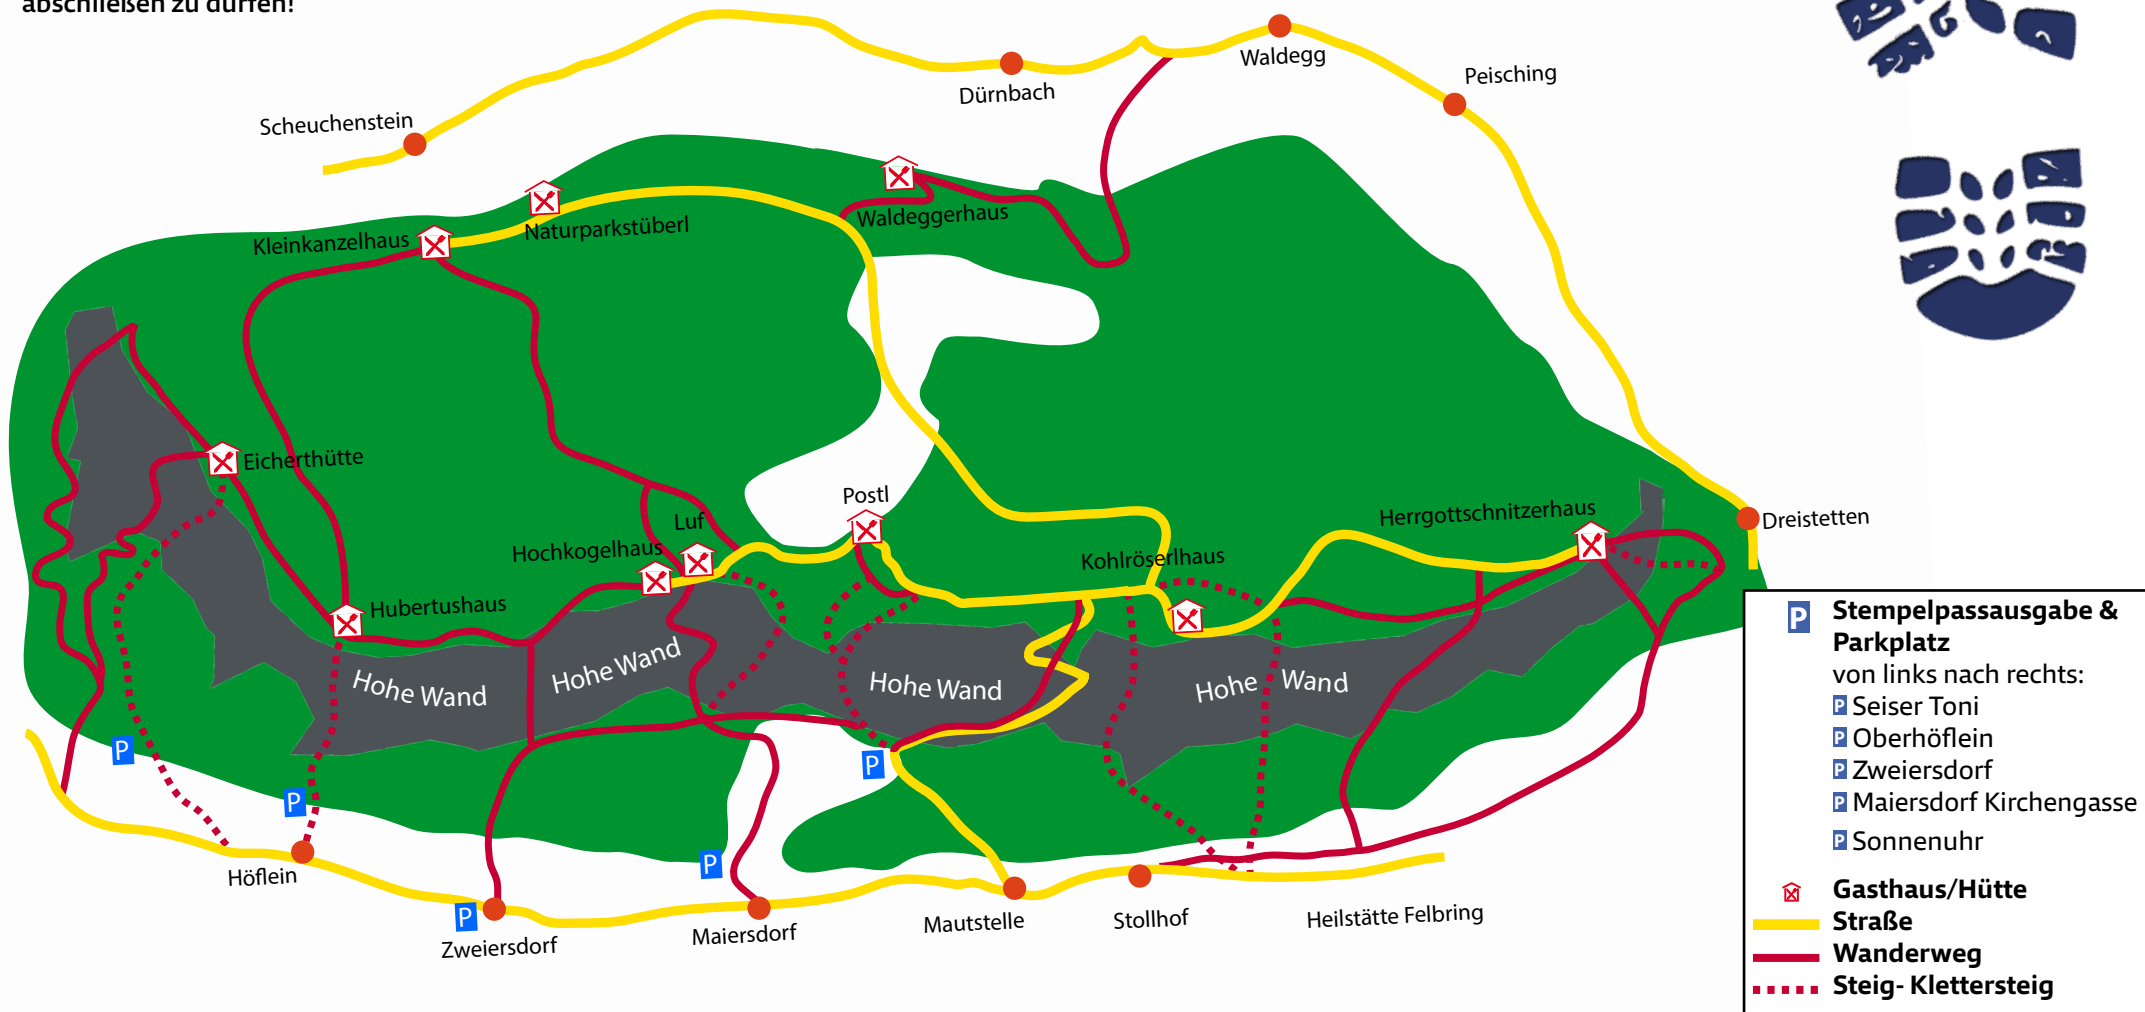 abschließen zu dürfen!
Waldegg
Peisching
Dürnbach
Scheuchenstein
Waldeggerhaus
Naturparkstüberl
Kleinkanzelhaus
Eicherthütte
Postl
Luf
Herrgottschnitzerhaus
Dreistetten
Hochkogelhaus
Kohlröserlhaus
Hubertushaus
Hohe Wand
Hohe Wand
Hohe Wand
Hohe Wand
P
P
P
P
P
Höflein
Zweiersdorf
Maiersdorf
Mautstelle
Stollhof
Heilstätte Felbring
P Stempelpassausgabe &
Parkplatz
von links nach rechts:
P Seiser Toni
P Oberhöflein
P Zweiersdorf
P Maiersdorf Kirchengasse
P Sonnenuhr
Gasthaus/Hütte
Straße
Wanderweg
Steig- Klettersteig